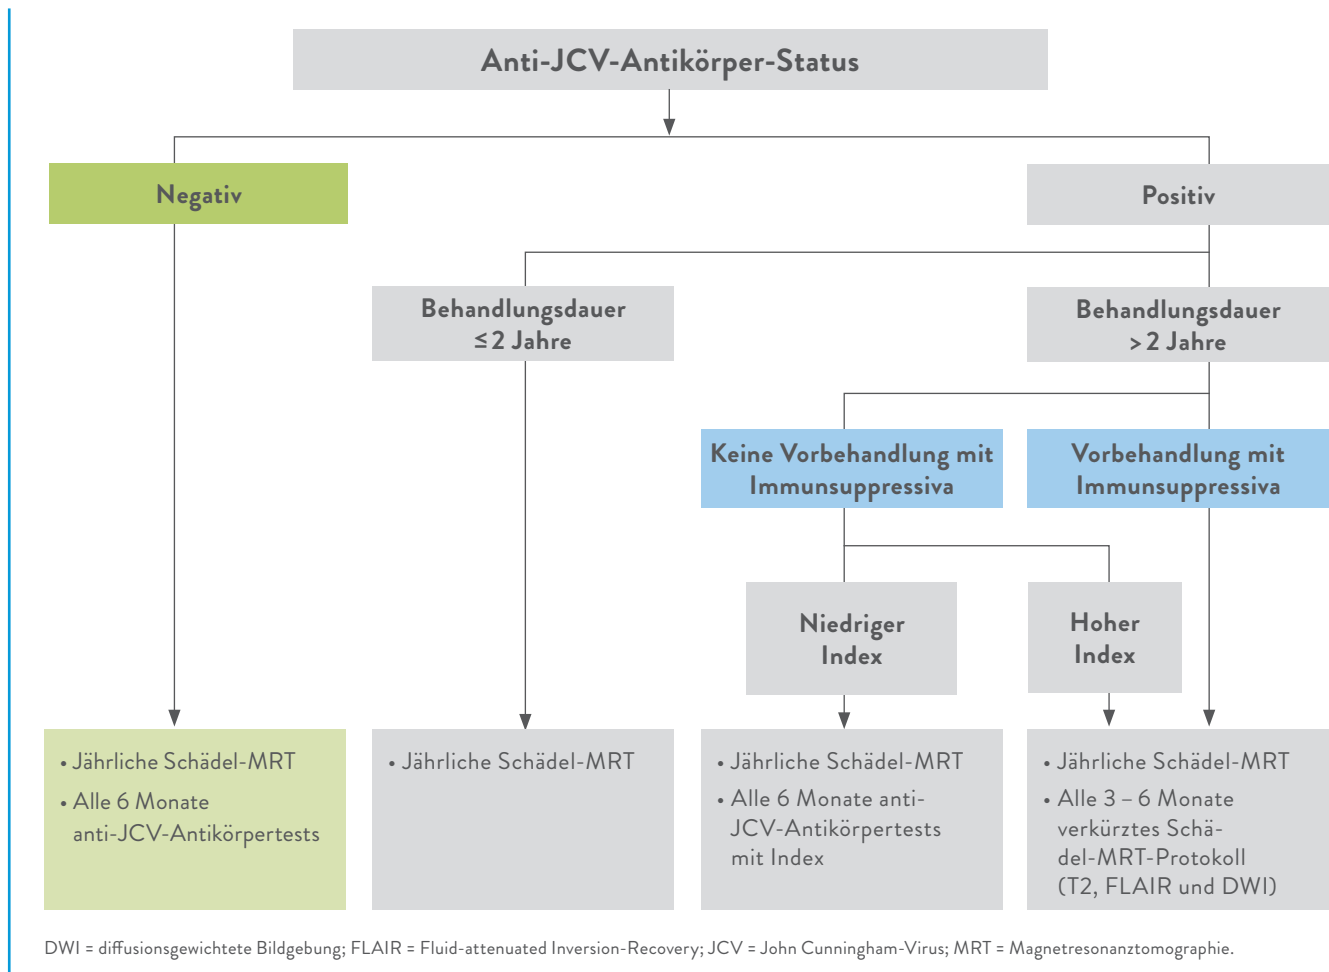 Anti-JCV-Antikörper-Status
Negativ
Positiv
Behandlungsdauer
≤ 2 Jahre
Behandlungsdauer
> 2 Jahre
Keine Vorbehandlung mit
Immunsuppressiva
Vorbehandlung mit
Immunsuppressiva
Niedriger
Index
Hoher
Index
• Jährliche Schädel-MRT
• Alle 6 Monate
anti-JCV-Antikörpertests
• Jährliche Schädel-MRT
• Jährliche Schädel-MRT
• Alle 6 Monate anti-
JCV-Antikörpertests
mit Index
• Jährliche Schädel-MRT
• Alle 3 – 6 Monate
verkürztes Schä-
del-MRT-Protokoll
(T2, FLAIR und DWI)
DWI = diffusionsgewichtete Bildgebung; FLAIR = Fluid-attenuated Inversion-Recovery; JCV = John Cunningham-Virus; MRT = Magnetresonanztomographie.